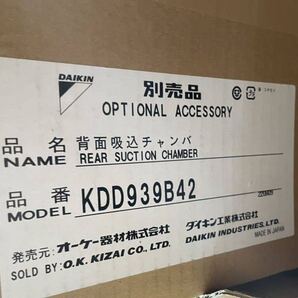 DAIKIN
別売品
OPTIONAL ACCESSORY
品 名 背面吸込チャンバ
NAME REAR SUCTION CHAMBER
品 番 KDD939B42
MODEL
発売元: オーケー器材株式会社 ダイキン工業株式会社
SOLD BY: O.K. KIZAI CO., LTD. DAIKIN INDUSTRIES, LTD.
MADE IN JAPAN